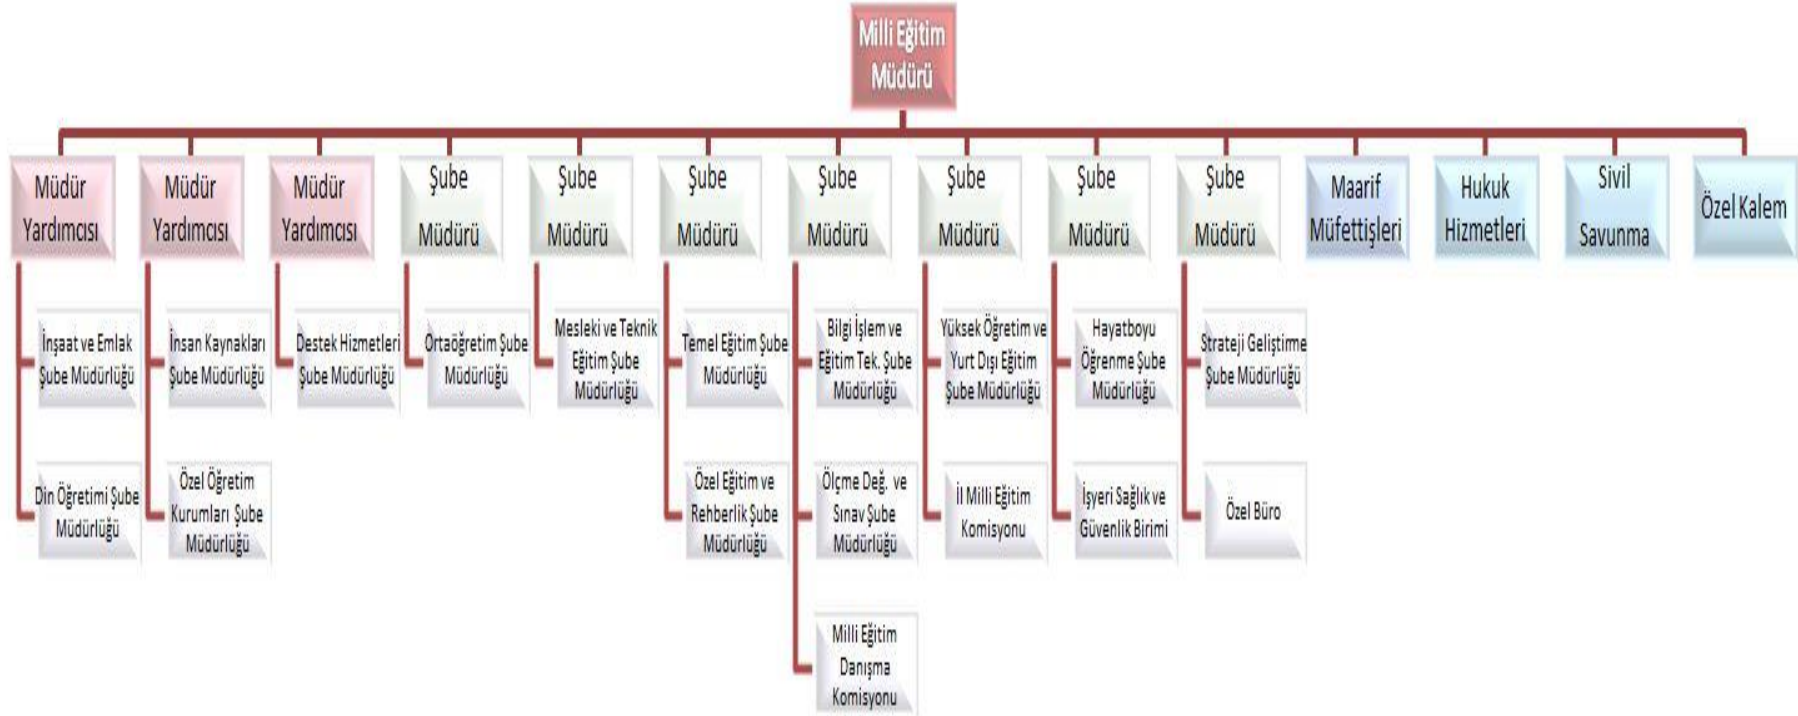 Milli Eğitim
Müdürü
Müdür
Yardımcısı
Müdür
Yardımcısı
Müdür
Yardımcısı
Şube
Müdürü
Şube
Müdürü
Şube
Müdürü
Şube
Müdürü
Şube
Müdürü
Şube
Müdürü
Şube
Müdürü
Maarif
Müfettişleri
Hukuk
Hizmetleri
Sivil
Savunma
Özel Kalem
İnşaat ve Emlak
Şube Müdürlüğü
İnsan Kaynakları
Şube Müdürlüğü
Destek Hizmetleri
Şube Müdürlüğü
Ortaöğretim Şube
Müdürlüğü
Mesleki ve Teknik
Eğitim Şube
Müdürlüğü
Temel Eğitim Şube
Müdürlüğü
Bilgi İşlem ve
Eğitim Tek. Şube
Müdürlüğü
Yüksek Öğretim ve
Yurt Dışı Eğitim
Şube Müdürlüğü
Hayatboyu
Öğrenme Şube
Müdürlüğü
Strateji Geliştirme
Şube Müdürlüğü
Din Öğretimi Şube
Müdürlüğü
Özel Öğretim
Kurumları Şube
Müdürlüğü
Özel Eğitim ve
Rehberlik Şube
Müdürlüğü
Ölçme Değ. ve
Sınav Şube
Müdürlüğü
İl Milli Eğitim
Komisyonu
İşyeri Sağlık ve
Güvenlik Birimi
Özel Büro
Milli Eğitim
Danışma
Komisyonu